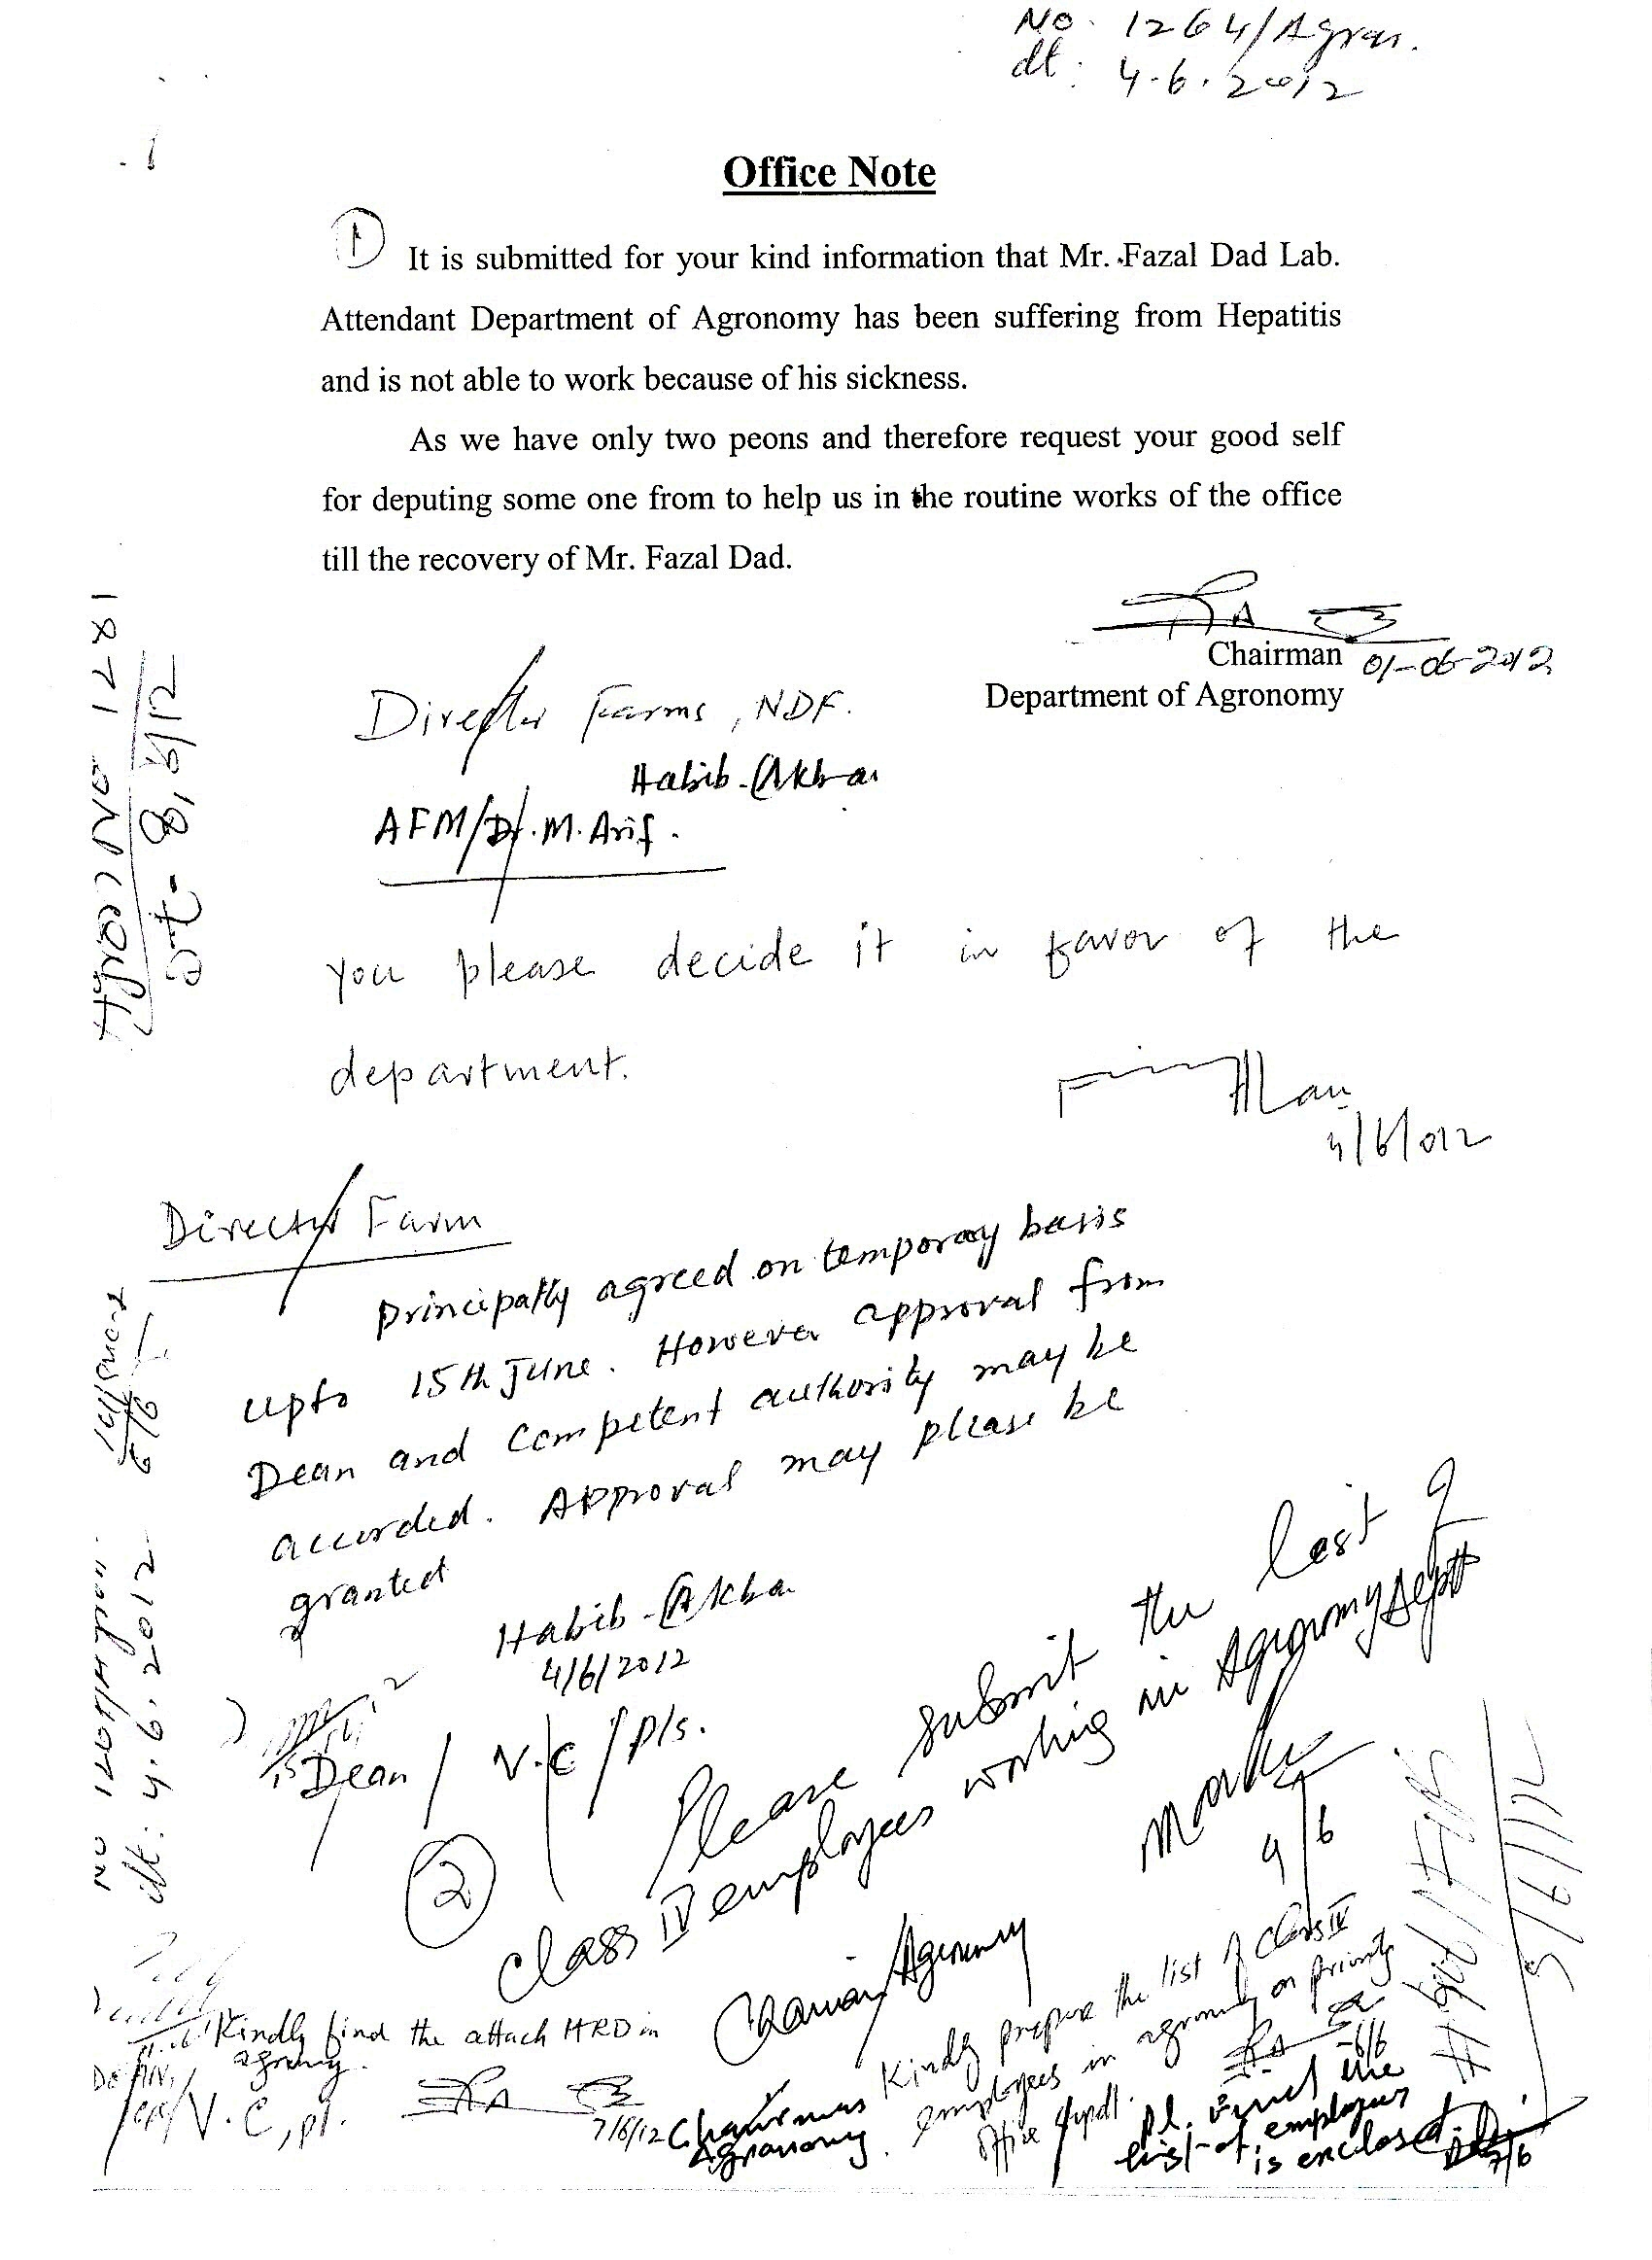 No. 1264/Agron.
dt: 4.6.2012
Office Note
1
It is submitted for your kind information that Mr. Fazal Dad Lab.
Attendant Department of Agronomy has been suffering from Hepatitis
and is not able to work because of his sickness.
As we have only two peons and therefore request your good self
for deputing some one from to help us in the routine works of the office
till the recovery of Mr. Fazal Dad.
Chairman 01-06-2012
Department of Agronomy
Director Farms, NDF.
Habib Akbar
AFM/Dr. M. Arif.
you please decide it in favor of the
department.
4/6/012
Director Farm
Principally agreed on temporary basis
upto 15th June. However approval from
Dean and Competent authority may be
accorded. Approval may please be
granted
Habib Akbar
4/6/2012
Dean / V.C / pls.
2
Please submit the list of
Class IV employees working in Agronomy Deptt
Chairman Agronomy
Kindly prepare the list of Class IV
employees in agronomy on priority
Office Supdt.
6/6
Chairman
Agronomy.
pl. find the
list of employees
is enclosed
7/6
Kindly find the attach HRD in
agronomy.
7/6/12
DEAN/
V.C, pl.
Agron No 1281
dt- 8/6/12
dt: 4.6.2012